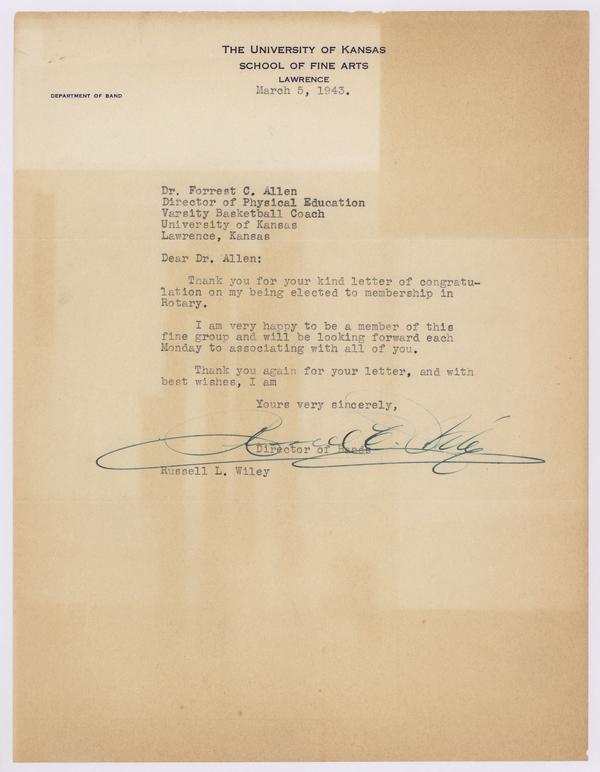 THE UNIVERSITY OF KANSAS
SCHOOL OF FINE ARTS
LAWRENCE
DEPARTMENT OF BAND
March 5, 1943.
Dr. Forrest C. Allen
Director of Physical Education
Varsity Basketball Coach
University of Kansas
Lawrence, Kansas
Dear Dr. Allen:
Thank you for your kind letter of congratu-
lation on my being elected to membership in
Rotary.
I am very happy to be a member of this
fine group and will be looking forward each
Monday to associating with all of you.
Thank you again for your letter, and with
best wishes, I am
Yours very sincerely,
Director of Bands
Russell L. Wiley